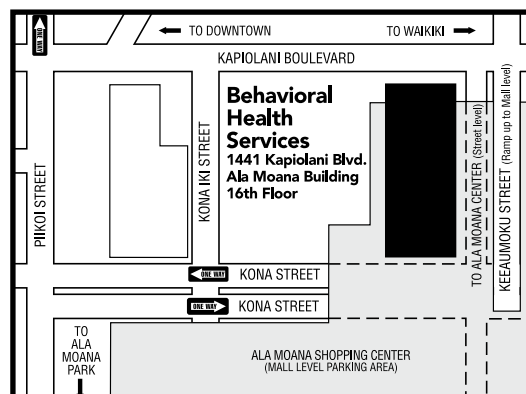 ONE WAY
TO DOWNTOWN
TO WAIKIKI
KAPIOLANI BOULEVARD
Behavioral
Health
Services
1441 Kapiolani Blvd.
Ala Moana Building
16th Floor
PIIKOI STREET
KONA IKI STREET
TO ALA MOANA CENTER (Street level)
KEEAUMOKU STREET (Ramp up to Mall level)
ONE WAY
KONA STREET
ONE WAY
KONA STREET
TO
ALA
MOANA
PARK
ALA MOANA SHOPPING CENTER
(MALL LEVEL PARKING AREA)